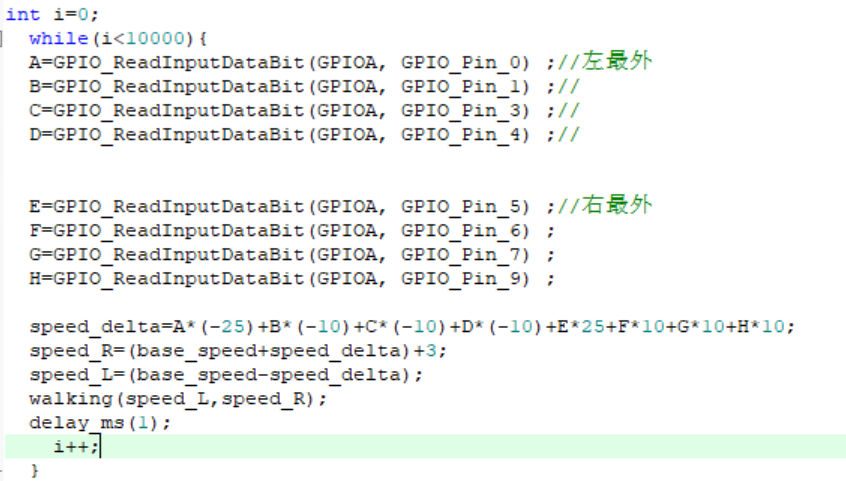 int i=0;
while(i<10000){
A=GPIO_ReadInputDataBit(GPIOA, GPIO_Pin_0) ;//左最外
B=GPIO_ReadInputDataBit(GPIOA, GPIO_Pin_1) ;//
C=GPIO_ReadInputDataBit(GPIOA, GPIO_Pin_3) ;//
D=GPIO_ReadInputDataBit(GPIOA, GPIO_Pin_4) ;//
E=GPIO_ReadInputDataBit(GPIOA, GPIO_Pin_5) ;//右最外
F=GPIO_ReadInputDataBit(GPIOA, GPIO_Pin_6) ;
G=GPIO_ReadInputDataBit(GPIOA, GPIO_Pin_7) ;
H=GPIO_ReadInputDataBit(GPIOA, GPIO_Pin_9) ;
speed_delta=A*(-25)+B*(-10)+C*(-10)+D*(-10)+E*25+F*10+G*10+H*10;
speed_R=(base_speed+speed_delta)+3;
speed_L=(base_speed-speed_delta);
walking(speed_L,speed_R);
delay_ms(1);
i++;
}